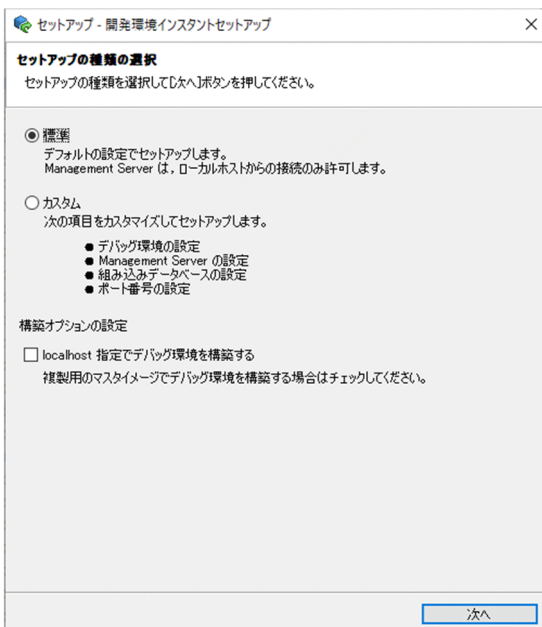 セットアップ - 開発環境インスタントセットアップ
セットアップの種類の選択
セットアップの種類を選択して[次へ]ボタンを押してください。
標準
デフォルトの設定でセットアップします。
Management Server は，ローカルホストからの接続のみ許可します。
カスタム
次の項目をカスタマイズしてセットアップします。
● デバッグ環境の設定
● Management Server の設定
● 組み込みデータベースの設定
● ポート番号の設定
構築オプションの設定
localhost 指定でデバッグ環境を構築する
複製用のマスタイメージでデバッグ環境を構築する場合はチェックしてください。
次へ